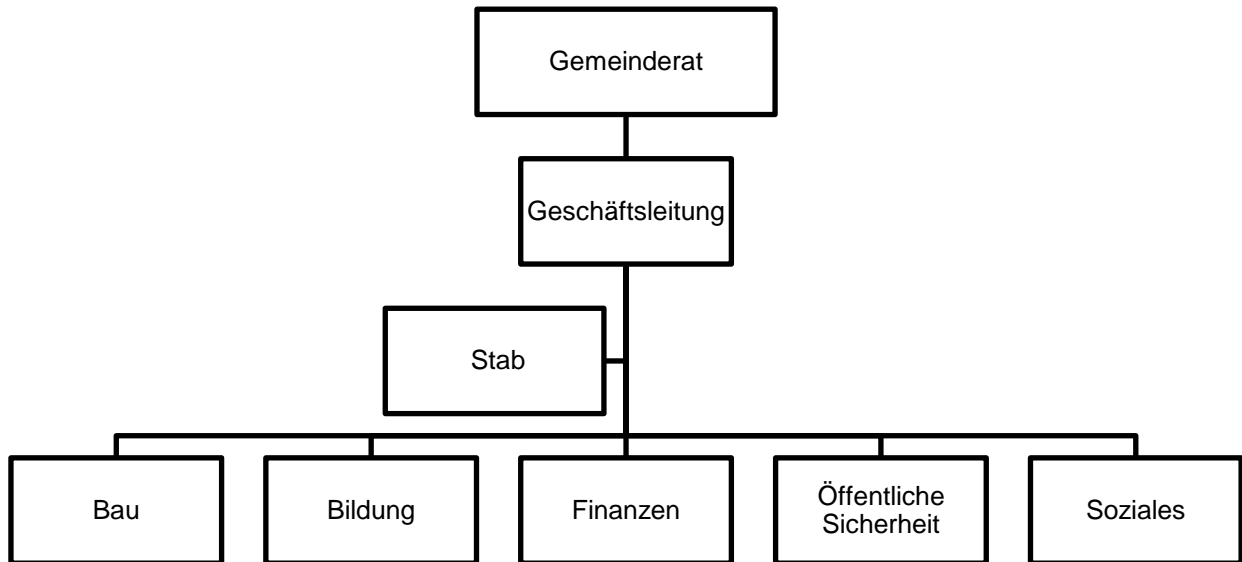 Gemeinderat
Geschäftsleitung
Stab
Bau
Bildung
Finanzen
Öffentliche
Sicherheit
Soziales